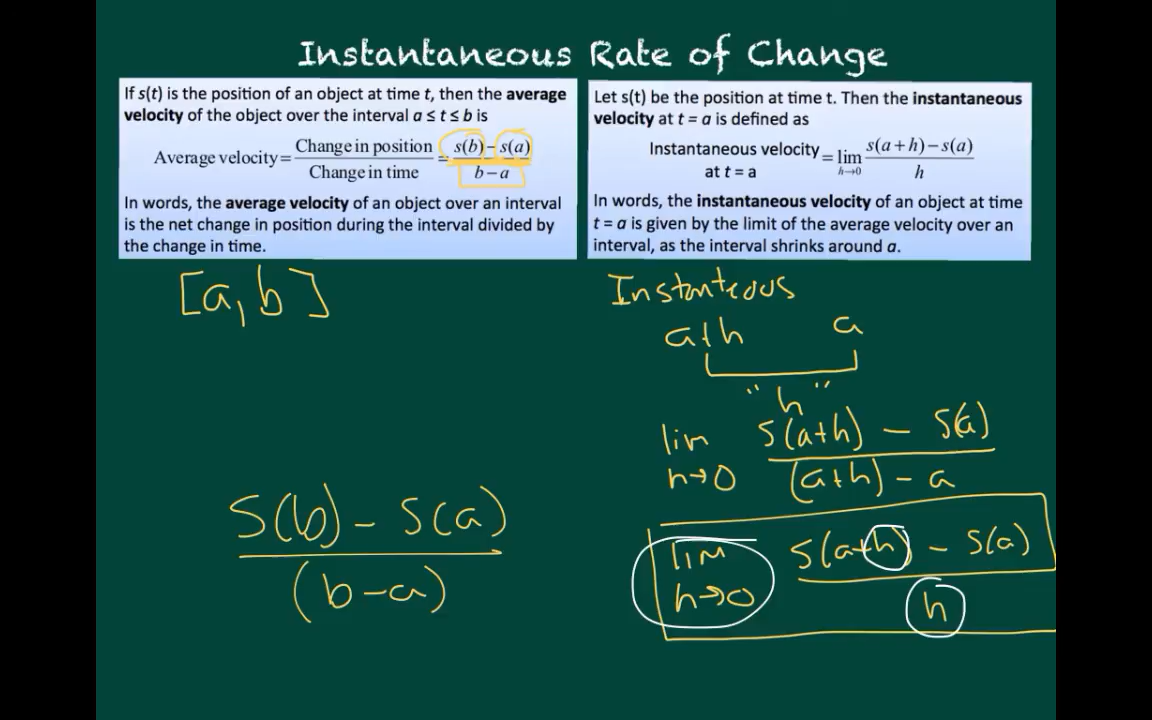 Instantaneous Rate of Change
If s(t) is the position of an object at time t, then the average
velocity of the object over the interval a ≤ t ≤ b is
Average velocity = Change in position / Change in time = s(b) − s(a) / b − a
In words, the average velocity of an object over an interval
is the net change in position during the interval divided by
the change in time.
[a, b]
S(b) − S(a)
(b − a)
Let s(t) be the position at time t. Then the instantaneous
velocity at t = a is defined as
Instantaneous velocity at t = a = lim h→0 s(a + h) − s(a) / h
In words, the instantaneous velocity of an object at time
t = a is given by the limit of the average velocity over an
interval, as the interval shrinks around a.
Instanteous
a+h a
"h"
lim S(a+h) − S(a)
h→0 (a+h) − a
lim S(a+h) − S(a)
h→0 h